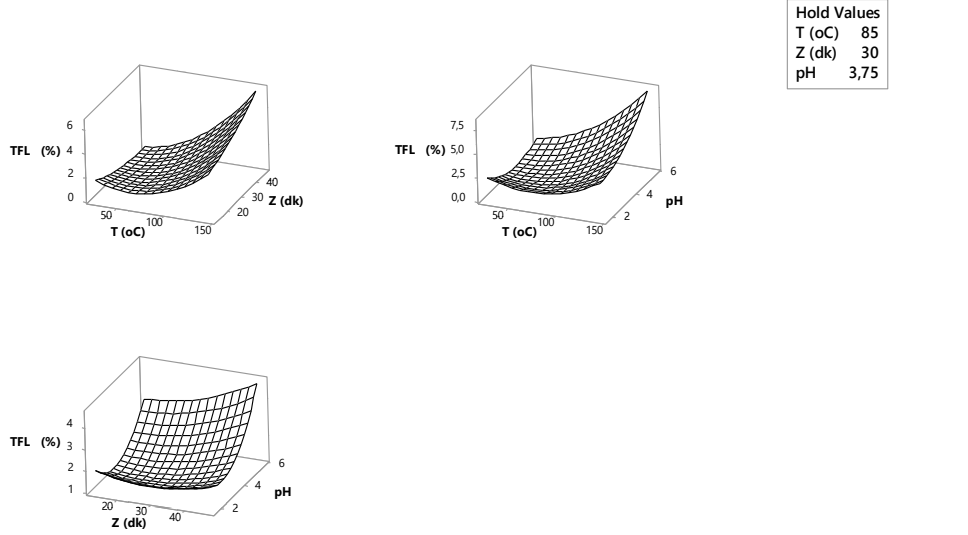 Hold Values
T (oC) 85
Z (dk) 30
pH 3,75
6
TFL (%) 4
2
0
50
100
150
T (oC)
20
30
40
Z (dk)
7,5
TFL (%) 5,0
2,5
0,0
50
100
150
T (oC)
2
4
6
pH
4
TFL (%) 3
2
1
20
30
40
Z (dk)
2
4
6
pH